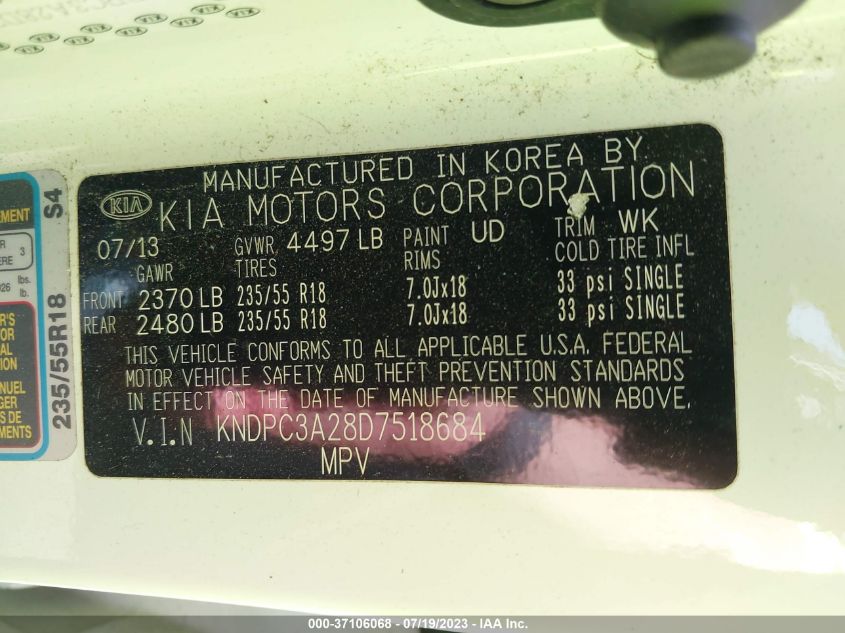 MANUFACTURED IN KOREA BY
KIA KIA MOTORS CORPORATION
07/13 GVWR 4497 LB PAINT UD TRIM WK
GAWR TIRES RIMS COLD TIRE INFL
FRONT 2370 LB 235/55 R18 7.0Jx18 33 psi SINGLE
REAR 2480 LB 235/55 R18 7.0Jx18 33 psi SINGLE
THIS VEHICLE CONFORMS TO ALL APPLICABLE U.S.A. FEDERAL
MOTOR VEHICLE SAFETY AND THEFT PREVENTION STANDARDS
IN EFFECT ON THE DATE OF MANUFACTURE SHOWN ABOVE.
V.I.N KNDPC3A28D7518684
MPV
235/55R18 S4
3
lbs.
lb.
000-37106068 - 07/19/2023 - IAA Inc.